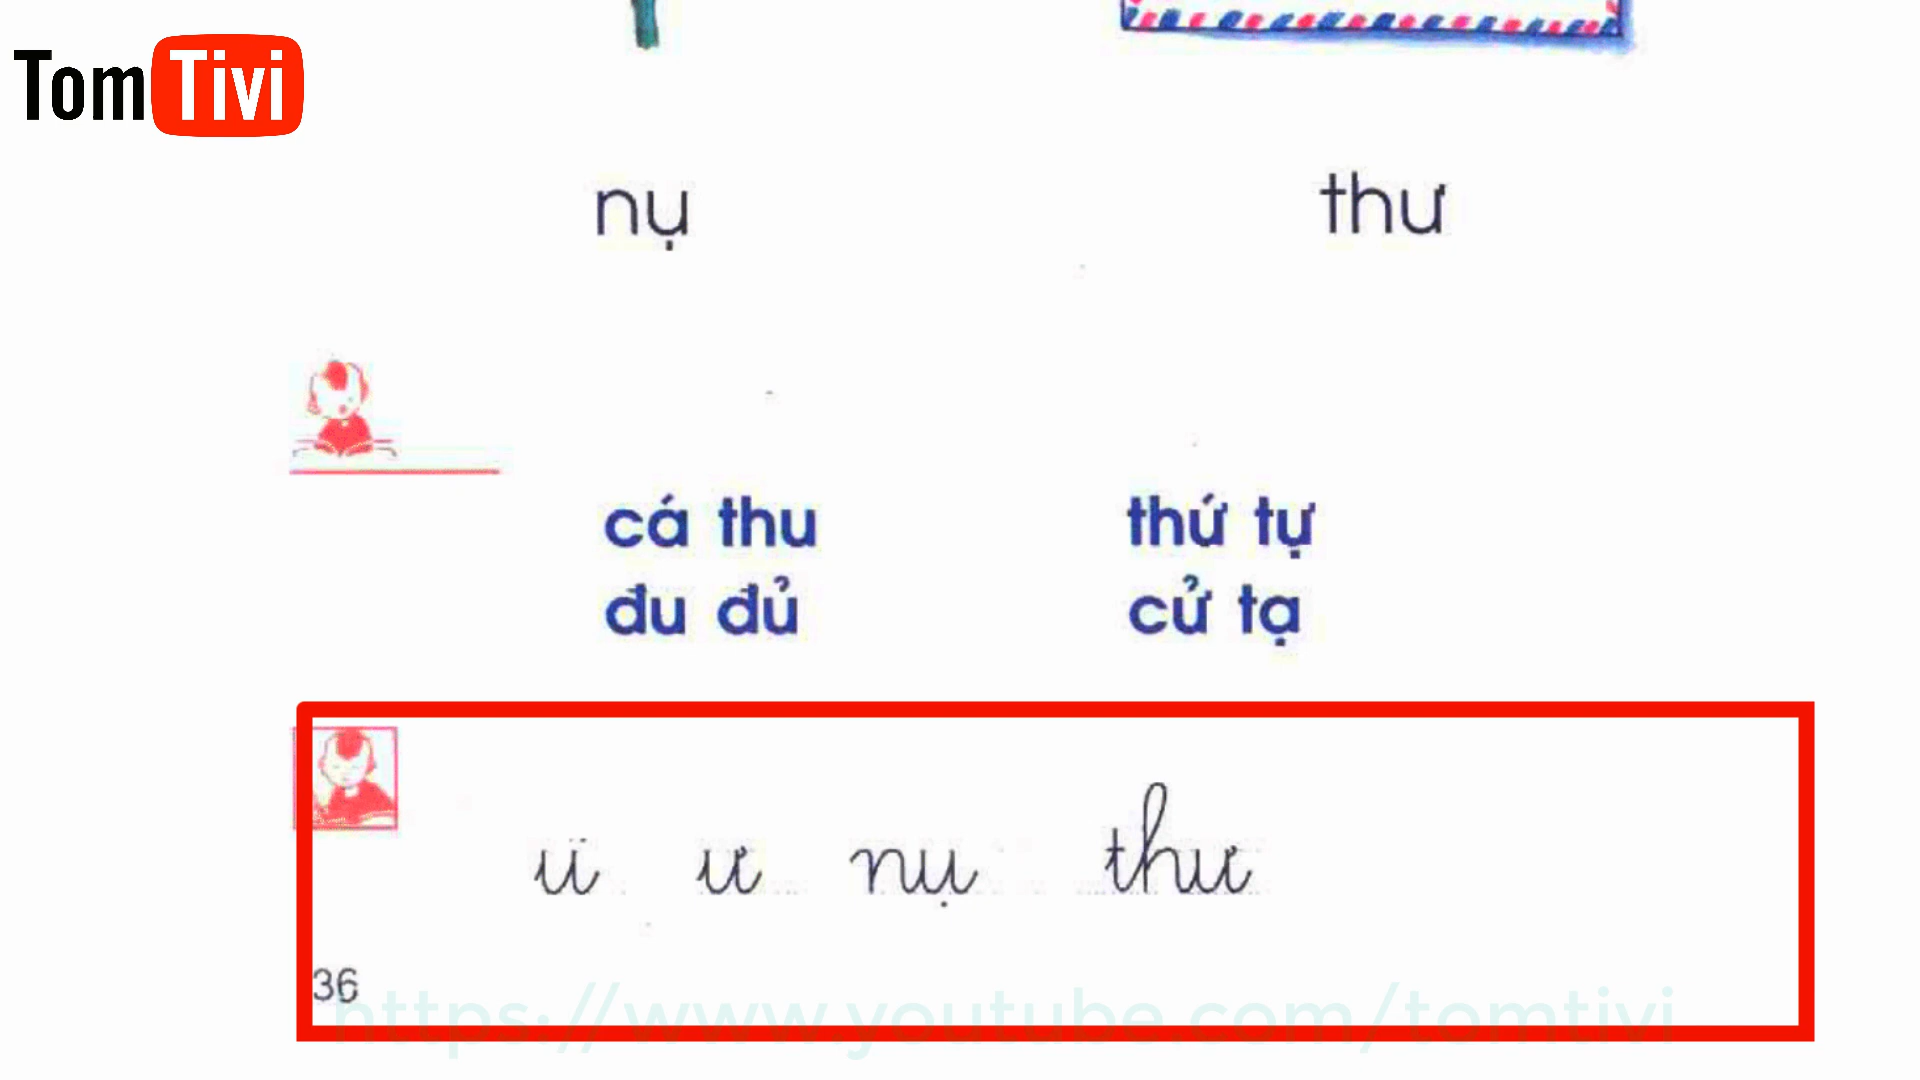 Tom Tivi
nụ thư
cá thu thứ tự
đu đủ cử tạ
u ư nụ thư
36
https://www.youtube.com/tomtivi